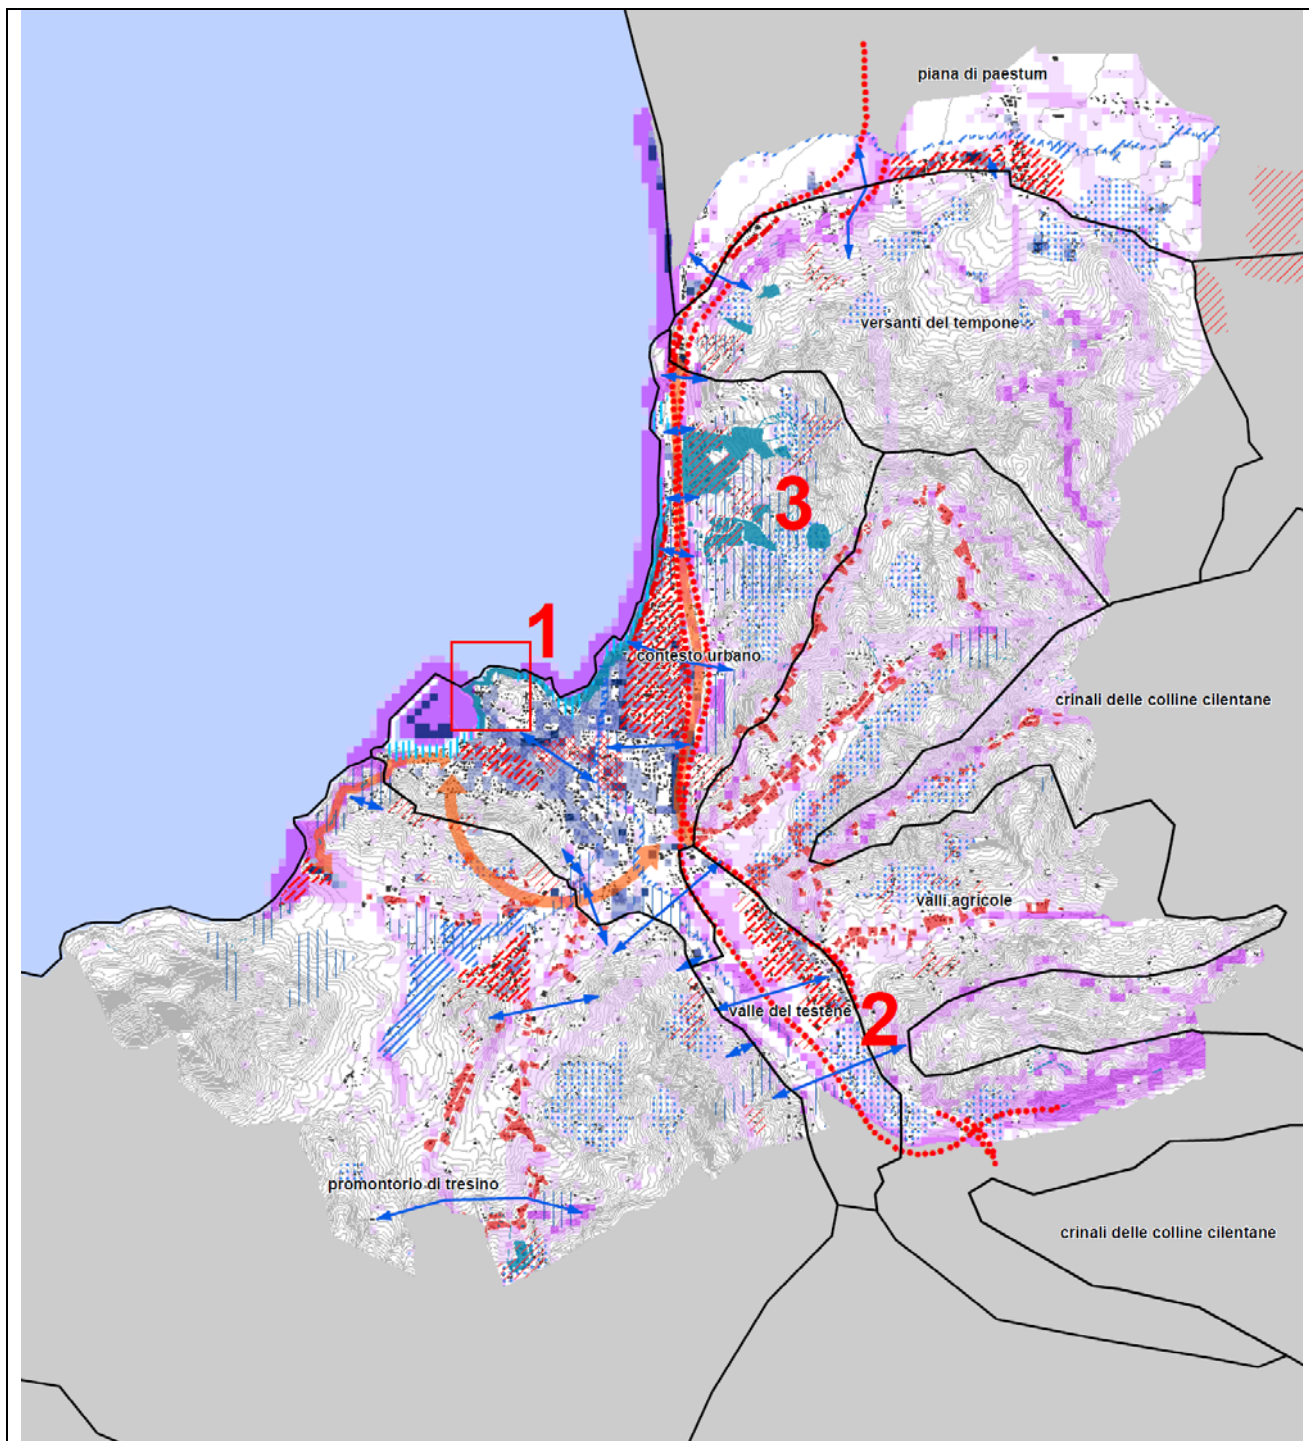 piana di paestum
versanti del tempone
3
1
contesto urbano
crinali delle colline cilentane
valli agricole
valle del testene
2
promontorio di tresino
crinali delle colline cilentane